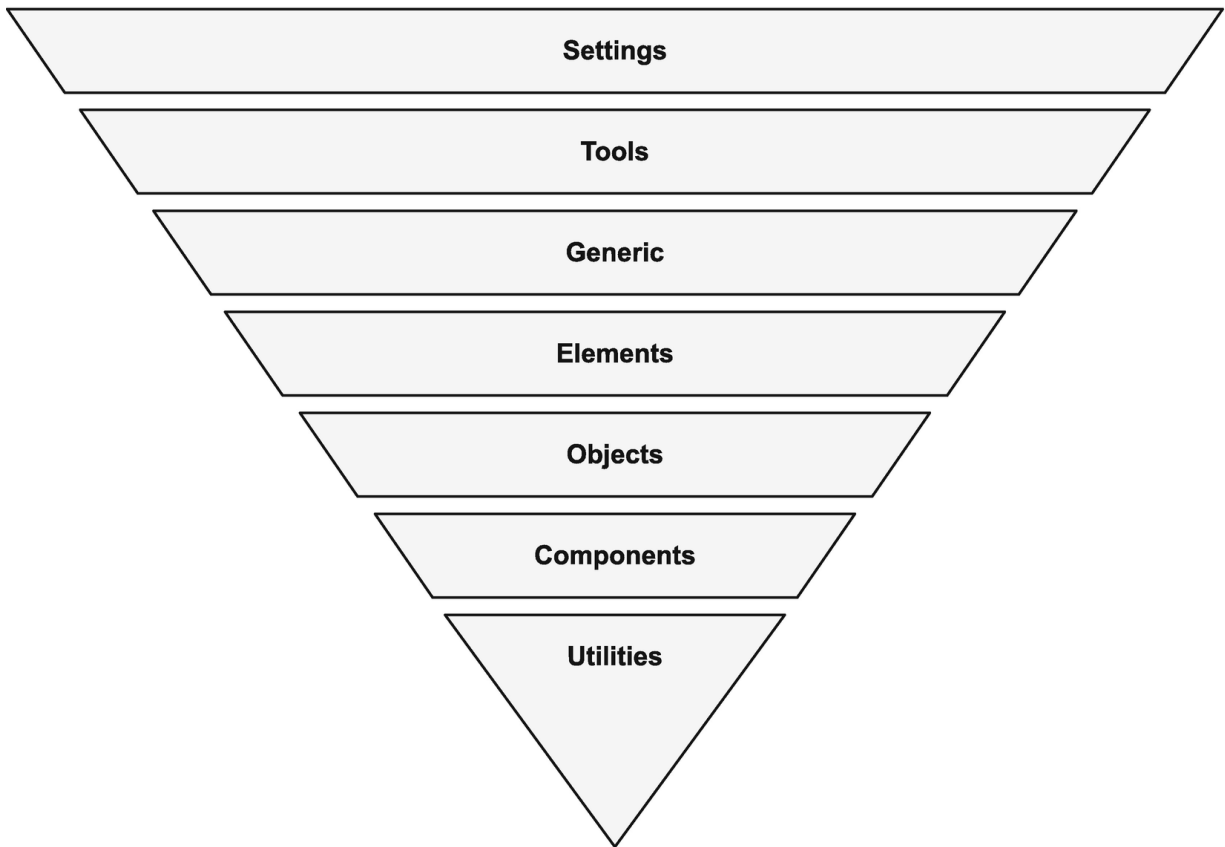 Settings
Tools
Generic
Elements
Objects
Components
Utilities